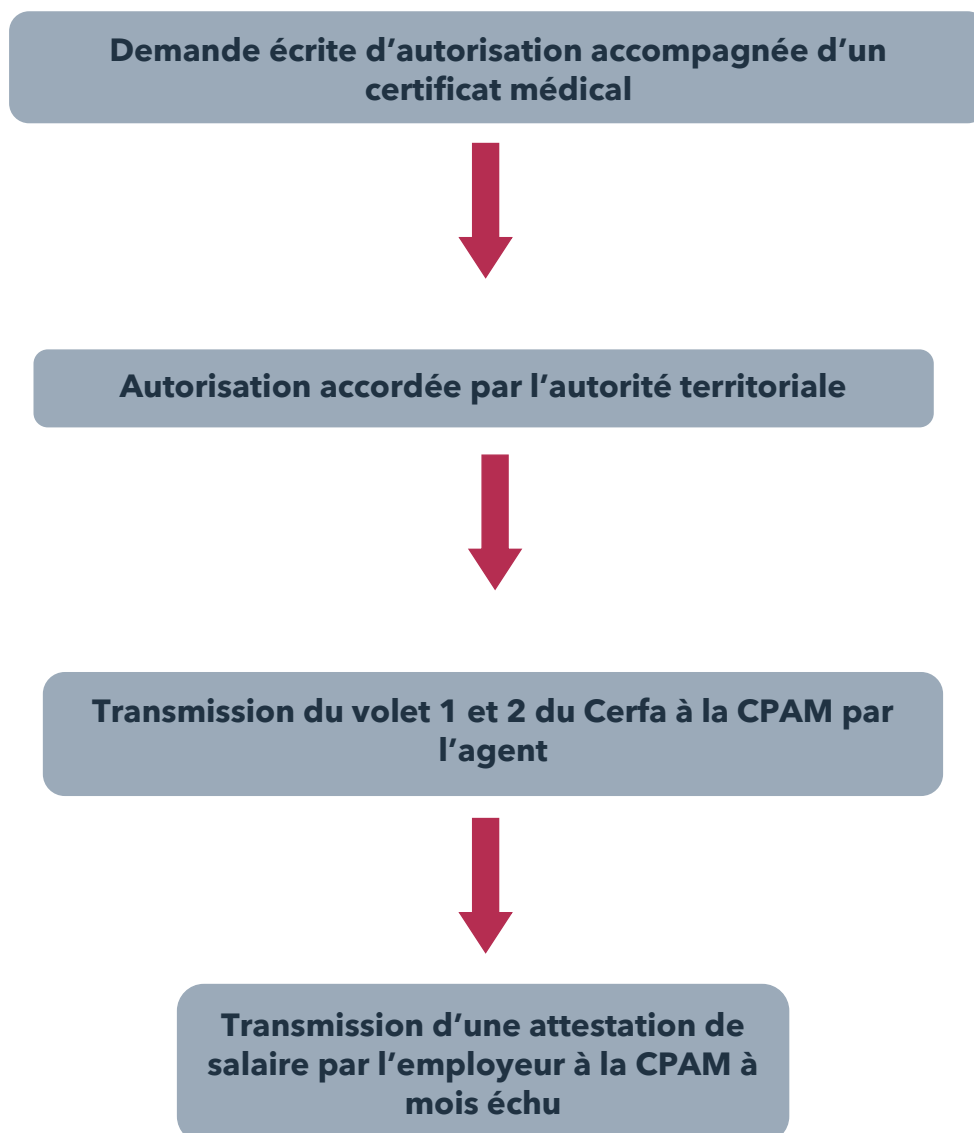 Demande écrite d’autorisation accompagnée d’un
certificat médical
Autorisation accordée par l’autorité territoriale
Transmission du volet 1 et 2 du Cerfa à la CPAM par
l’agent
Transmission d’une attestation de
salaire par l’employeur à la CPAM à
mois échu